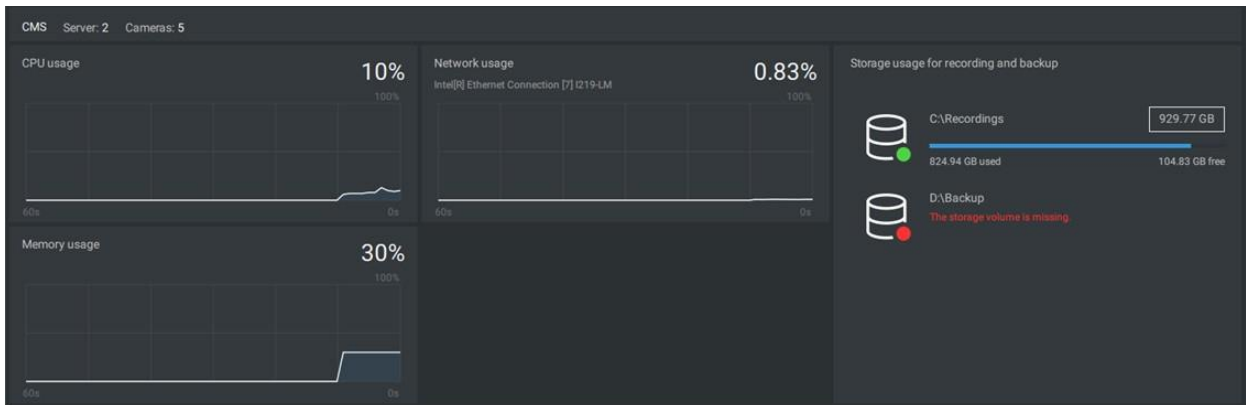 CMS Server: 2 Cameras: 5
CPU usage
10%
100%
60s 0s
Network usage
0.83%
Intel[R] Ethernet Connection [7] I219-LM
100%
60s 0s
Storage usage for recording and backup
C:\Recordings
929.77 GB
824.94 GB used
104.83 GB free
D:\Backup
The storage volume is missing.
Memory usage
30%
100%
60s 0s